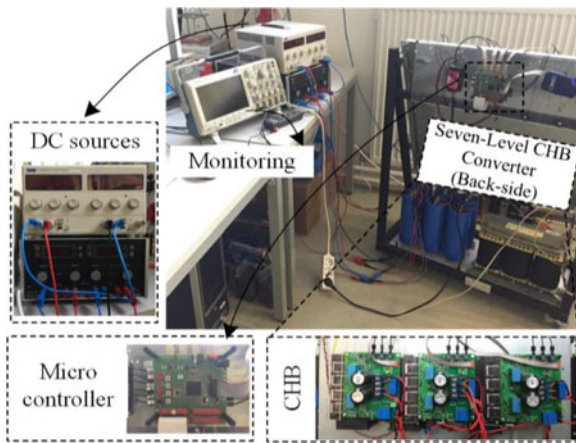 DC sources
Monitoring
Seven-Level CHB
Converter
(Back-side)
Micro
controller
CHB